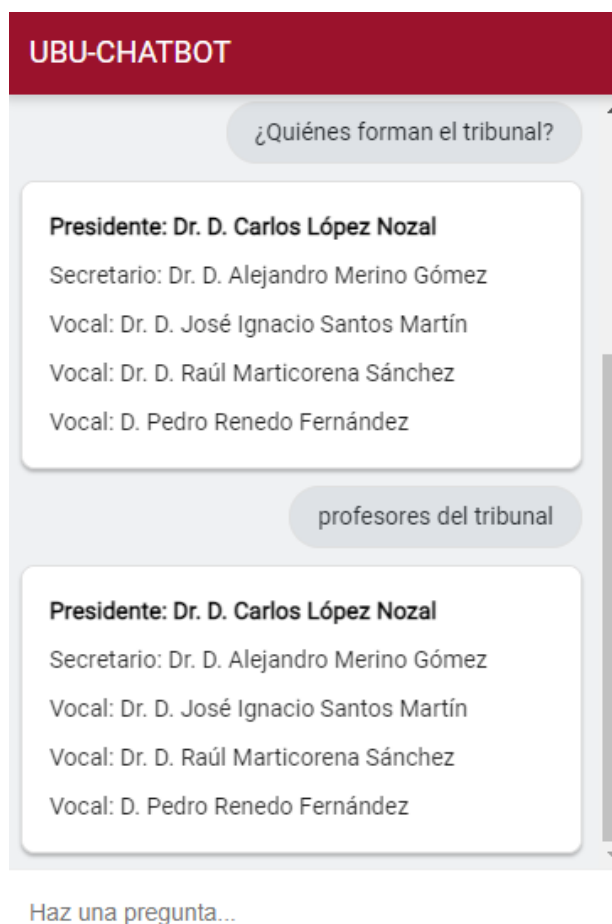 UBU-CHATBOT
¿Quiénes forman el tribunal?
Presidente: Dr. D. Carlos López Nozal
Secretario: Dr. D. Alejandro Merino Gómez
Vocal: Dr. D. José Ignacio Santos Martín
Vocal: Dr. D. Raúl Marticorena Sánchez
Vocal: D. Pedro Renedo Fernández
profesores del tribunal
Presidente: Dr. D. Carlos López Nozal
Secretario: Dr. D. Alejandro Merino Gómez
Vocal: Dr. D. José Ignacio Santos Martín
Vocal: Dr. D. Raúl Marticorena Sánchez
Vocal: D. Pedro Renedo Fernández
Haz una pregunta...